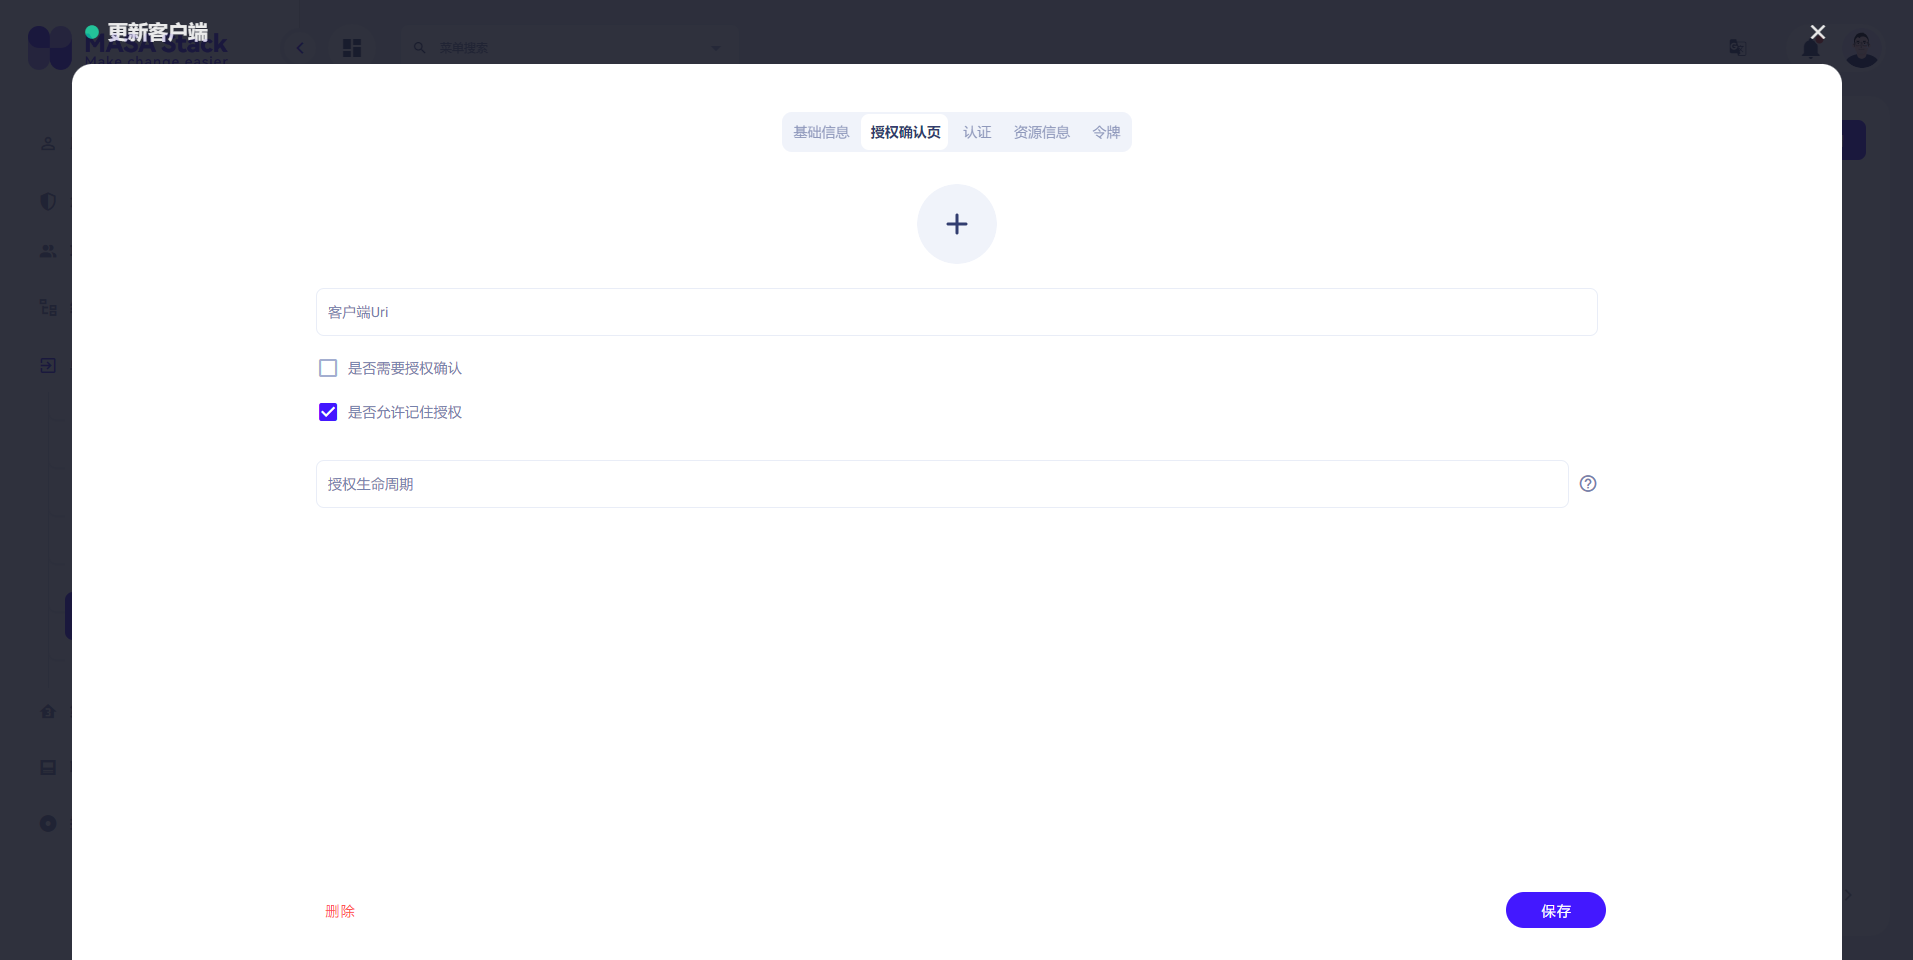 更新客户端
MASA Stack
Make change easier
菜单搜索
基础信息
授权确认页
认证
资源信息
令牌
客户端Uri
是否需要授权确认
是否允许记住授权
授权生命周期
删除
保存